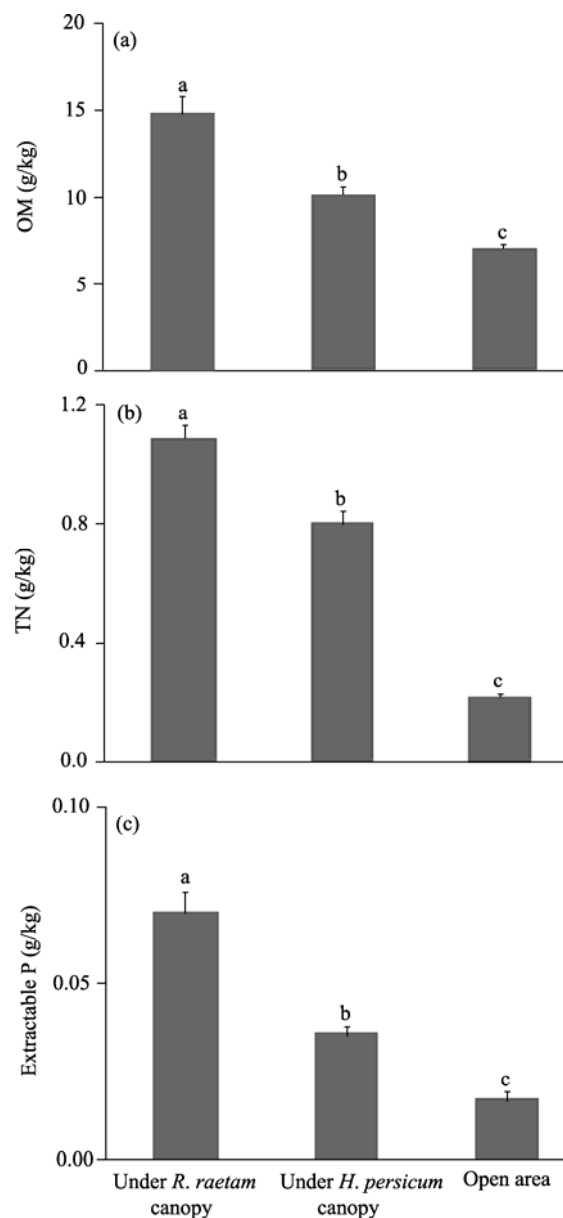 20
(a)
a
15
b
OM (g/kg)
10
c
5
0
1.2
(b)
a
b
0.8
TN (g/kg)
0.4
c
0.0
0.10
(c)
a
Extractable P (g/kg)
0.05
b
c
0.00
Under R. raetam
canopy
Under H. persicum
canopy
Open area